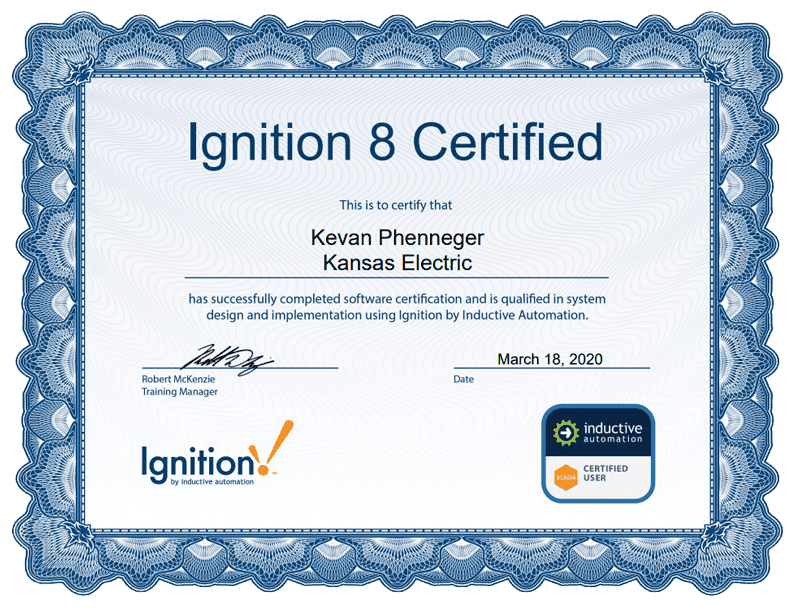 Ignition 8 Certified
This is to certify that
Kevan Phenneger
Kansas Electric
has successfully completed software certification and is qualified in system
design and implementation using Ignition by Inductive Automation.
March 18, 2020
Robert McKenzie
Training Manager
Date
Ignition
by inductive automation
inductive
automation
CERTIFIED
USER